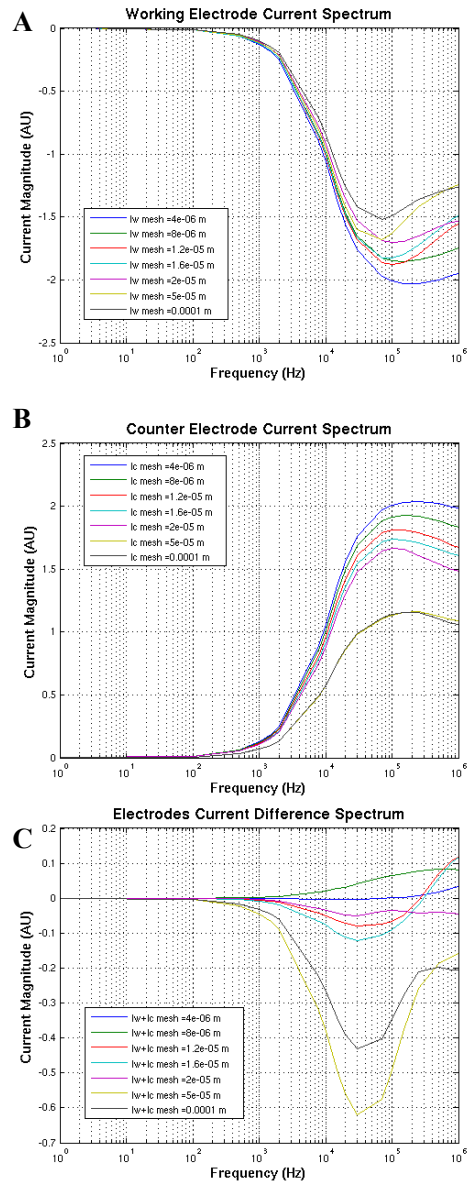 A
Working Electrode Current Spectrum
0
-0.5
-1
-1.5
-2
-2.5
Current Magnitude (AU)
Iw mesh =4e-06 m
Iw mesh =8e-06 m
Iw mesh =1.2e-05 m
Iw mesh =1.6e-05 m
Iw mesh =2e-05 m
Iw mesh =5e-05 m
Iw mesh =0.0001 m
10^0 10^1 10^2 10^3 10^4 10^5 10^6
Frequency (Hz)
B
Counter Electrode Current Spectrum
2.5
2
1.5
1
0.5
0
Current Magnitude (AU)
Ic mesh =4e-06 m
Ic mesh =8e-06 m
Ic mesh =1.2e-05 m
Ic mesh =1.6e-05 m
Ic mesh =2e-05 m
Ic mesh =5e-05 m
Ic mesh =0.0001 m
10^0 10^1 10^2 10^3 10^4 10^5 10^6
Frequency (Hz)
C
Electrodes Current Difference Spectrum
0.2
0.1
0
-0.1
-0.2
-0.3
-0.4
-0.5
-0.6
-0.7
Current Magnitude (AU)
Iw+Ic mesh =4e-06 m
Iw+Ic mesh =8e-06 m
Iw+Ic mesh =1.2e-05 m
Iw+Ic mesh =1.6e-05 m
Iw+Ic mesh =2e-05 m
Iw+Ic mesh =5e-05 m
Iw+Ic mesh =0.0001 m
10^0 10^1 10^2 10^3 10^4 10^5 10^6
Frequency (Hz)